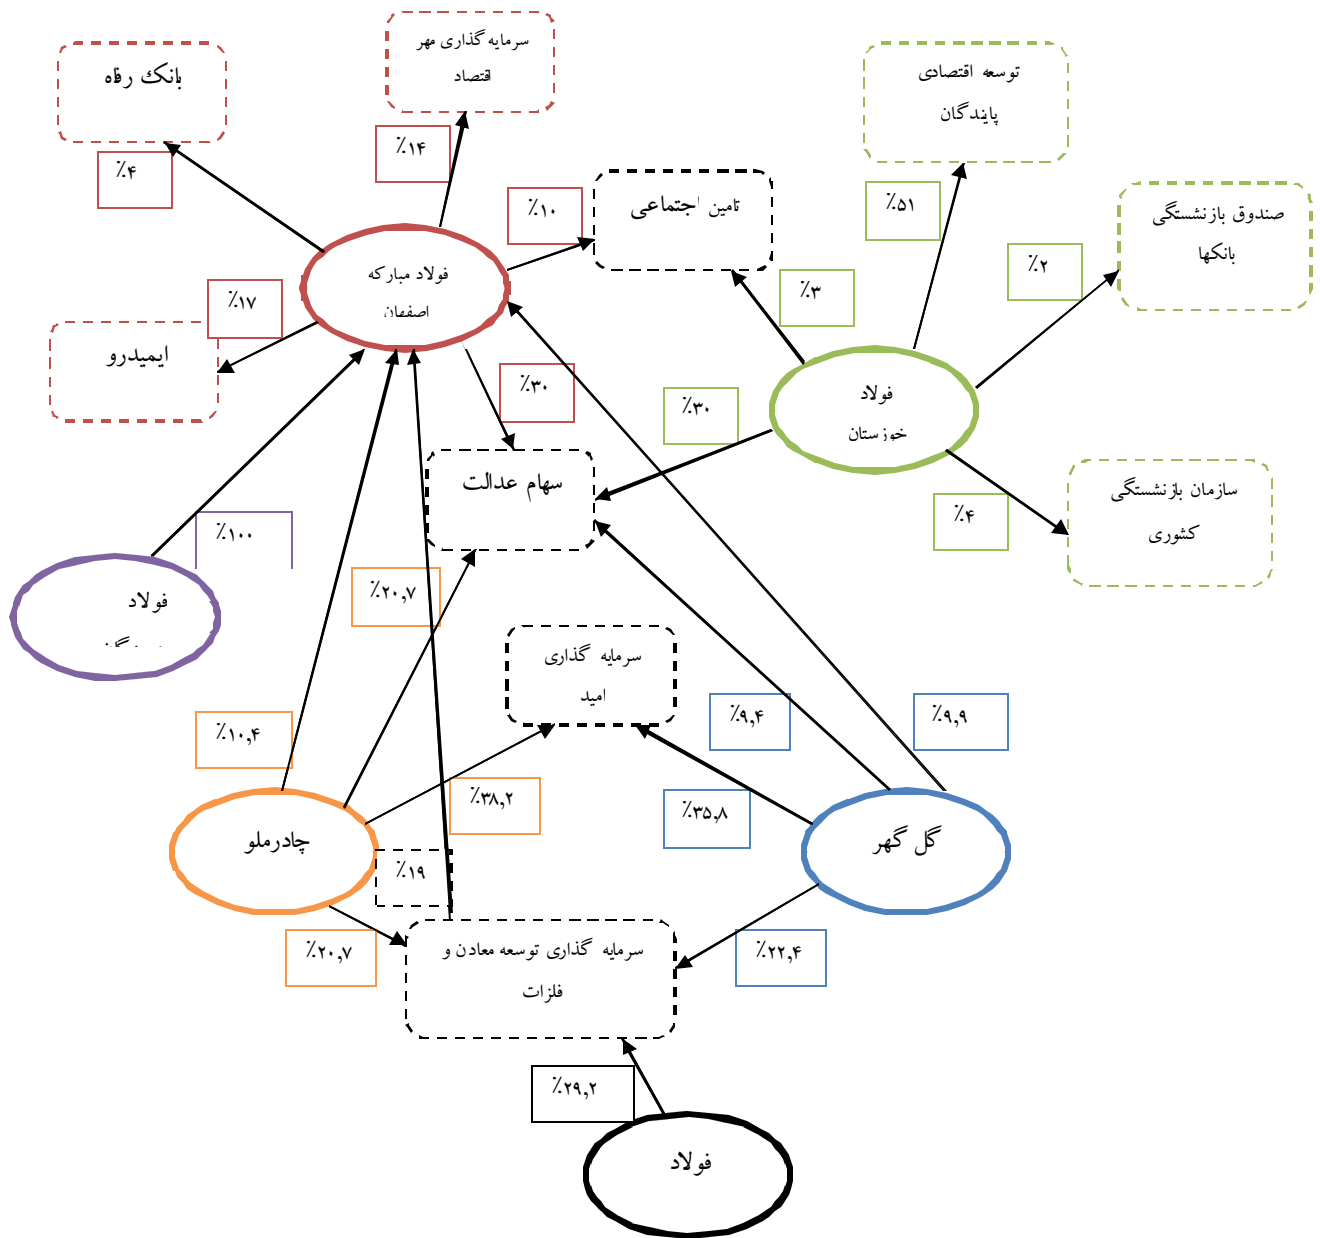 سرمایه گذاری مهر
اقتصاد
بانک رفاه
توسعه اقتصادی
پایندگان
٪۱۴
٪۴
تامین اجتماعی
٪۱۰
٪۵۱
صندوق بازنشستگی
بانکها
٪۲
فولاد مبارکه
اصفهان
٪۳
٪۱۷
ایمیدرو
٪۳۰
٪۳۰
فولاد
خوزستان
سهام عدالت
سازمان بازنشستگی
کشوری
٪۴
٪۱۰۰
فولاد
٪۲۰,۷
سرمایه گذاری
امید
٪۱۰,۴
٪۹,۴
٪۹,۹
٪۳۸,۲
٪۳۵,۸
چادرملو
گل گهر
٪۱۹
٪۲۰,۷
سرمایه گذاری توسعه معادن و
فلزات
٪۲۲,۴
٪۲۹,۲
فولاد